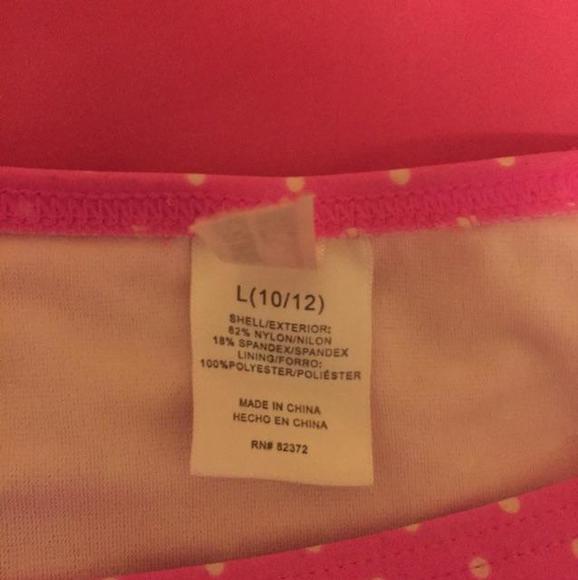 L(10/12)
SHELL/EXTERIOR:
82% NYLON/NILON
18% SPANDEX/SPANDEX
LINING/FORRO:
100%POLYESTER/POLIÉSTER
MADE IN CHINA
HECHO EN CHINA
RN# 82372